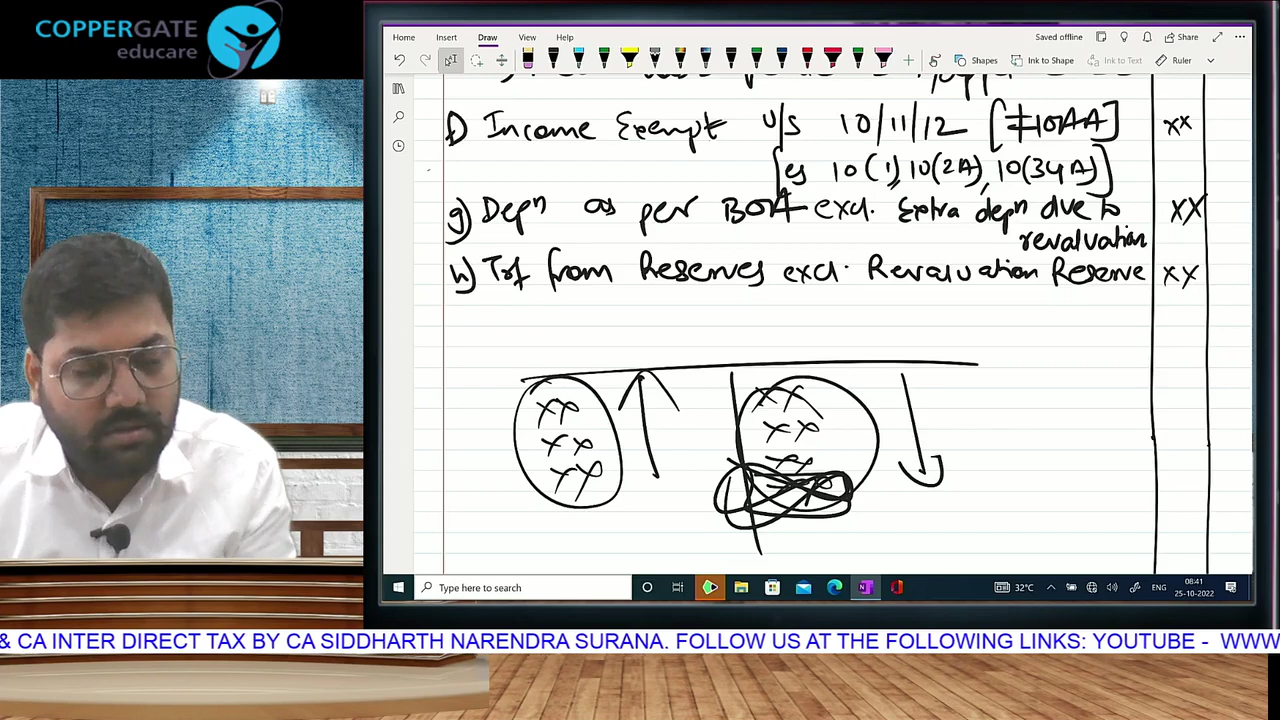 COPPERGATE
educare
Home Insert Draw View Help
Saved offline
Share
Shapes
Ink to Shape
Ink to Text
Ruler
f) Income Exempt u/s 10/11/12 [≠10AA] xx
[eg 10(1), 10(2A), 10(34A)]
g) Depn as per BOA excl. Extra depn due to xx
revaluation
h) Trf from Reserves excl. Revaluation Reserve xx
xx
xx
xx
xx
xx
xx
Type here to search
32°C
ENG
08:41
25-10-2022
& CA INTER DIRECT TAX BY CA SIDDHARTH NARENDRA SURANA. FOLLOW US AT THE FOLLOWING LINKS: YOUTUBE - WWW